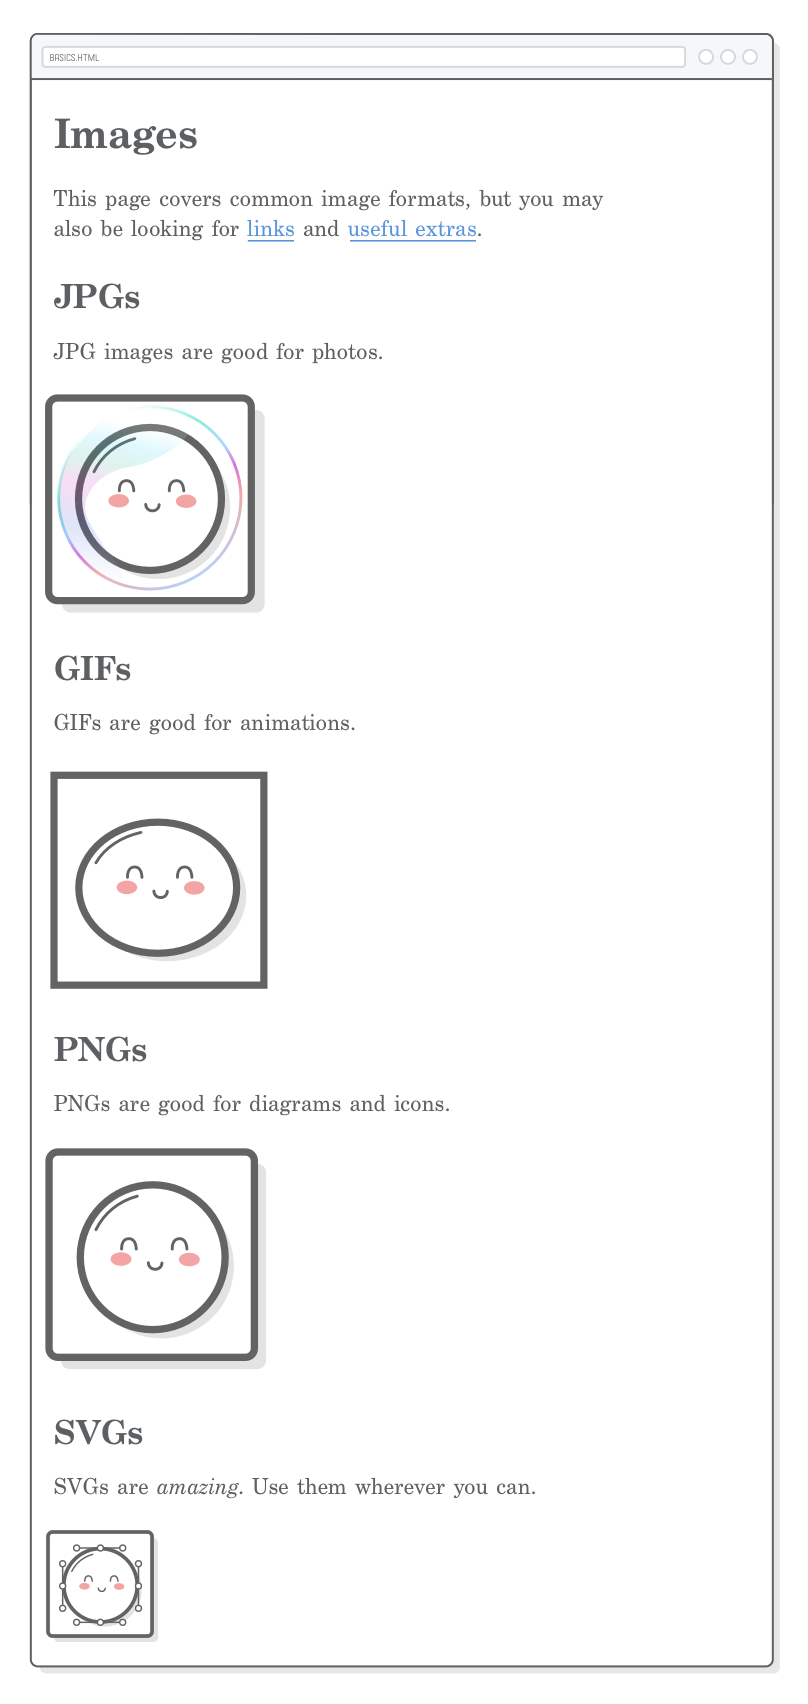 BASICS.HTML
Images
This page covers common image formats, but you may
also be looking for links and useful extras.
JPGs
JPG images are good for photos.
GIFs
GIFs are good for animations.
PNGs
PNGs are good for diagrams and icons.
SVGs
SVGs are amazing. Use them wherever you can.